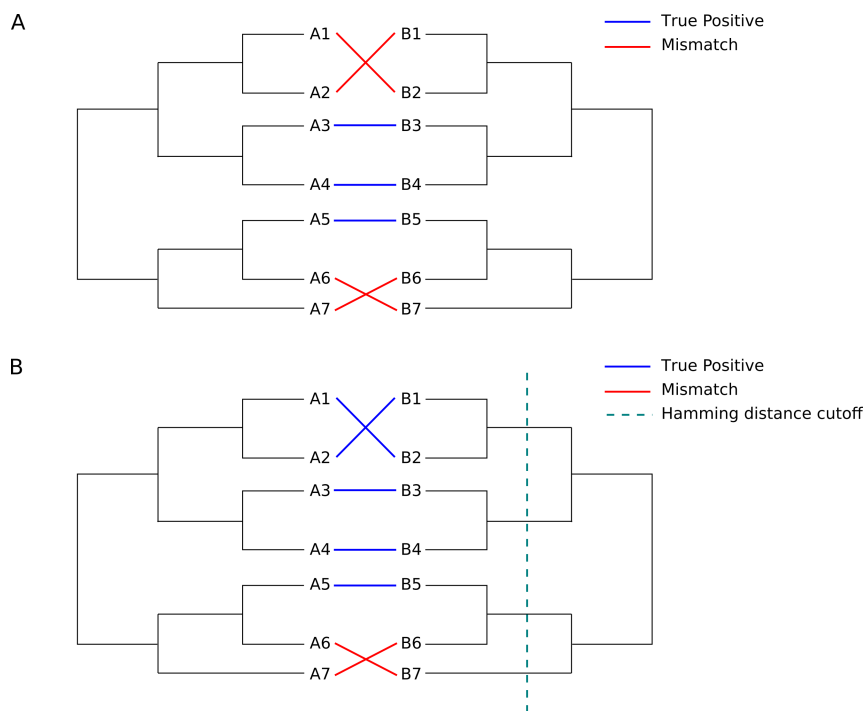 A
A1 B1
A2 B2
A3 B3
A4 B4
A5 B5
A6 B6
A7 B7
True Positive
Mismatch
B
A1 B1
A2 B2
A3 B3
A4 B4
A5 B5
A6 B6
A7 B7
True Positive
Mismatch
Hamming distance cutoff